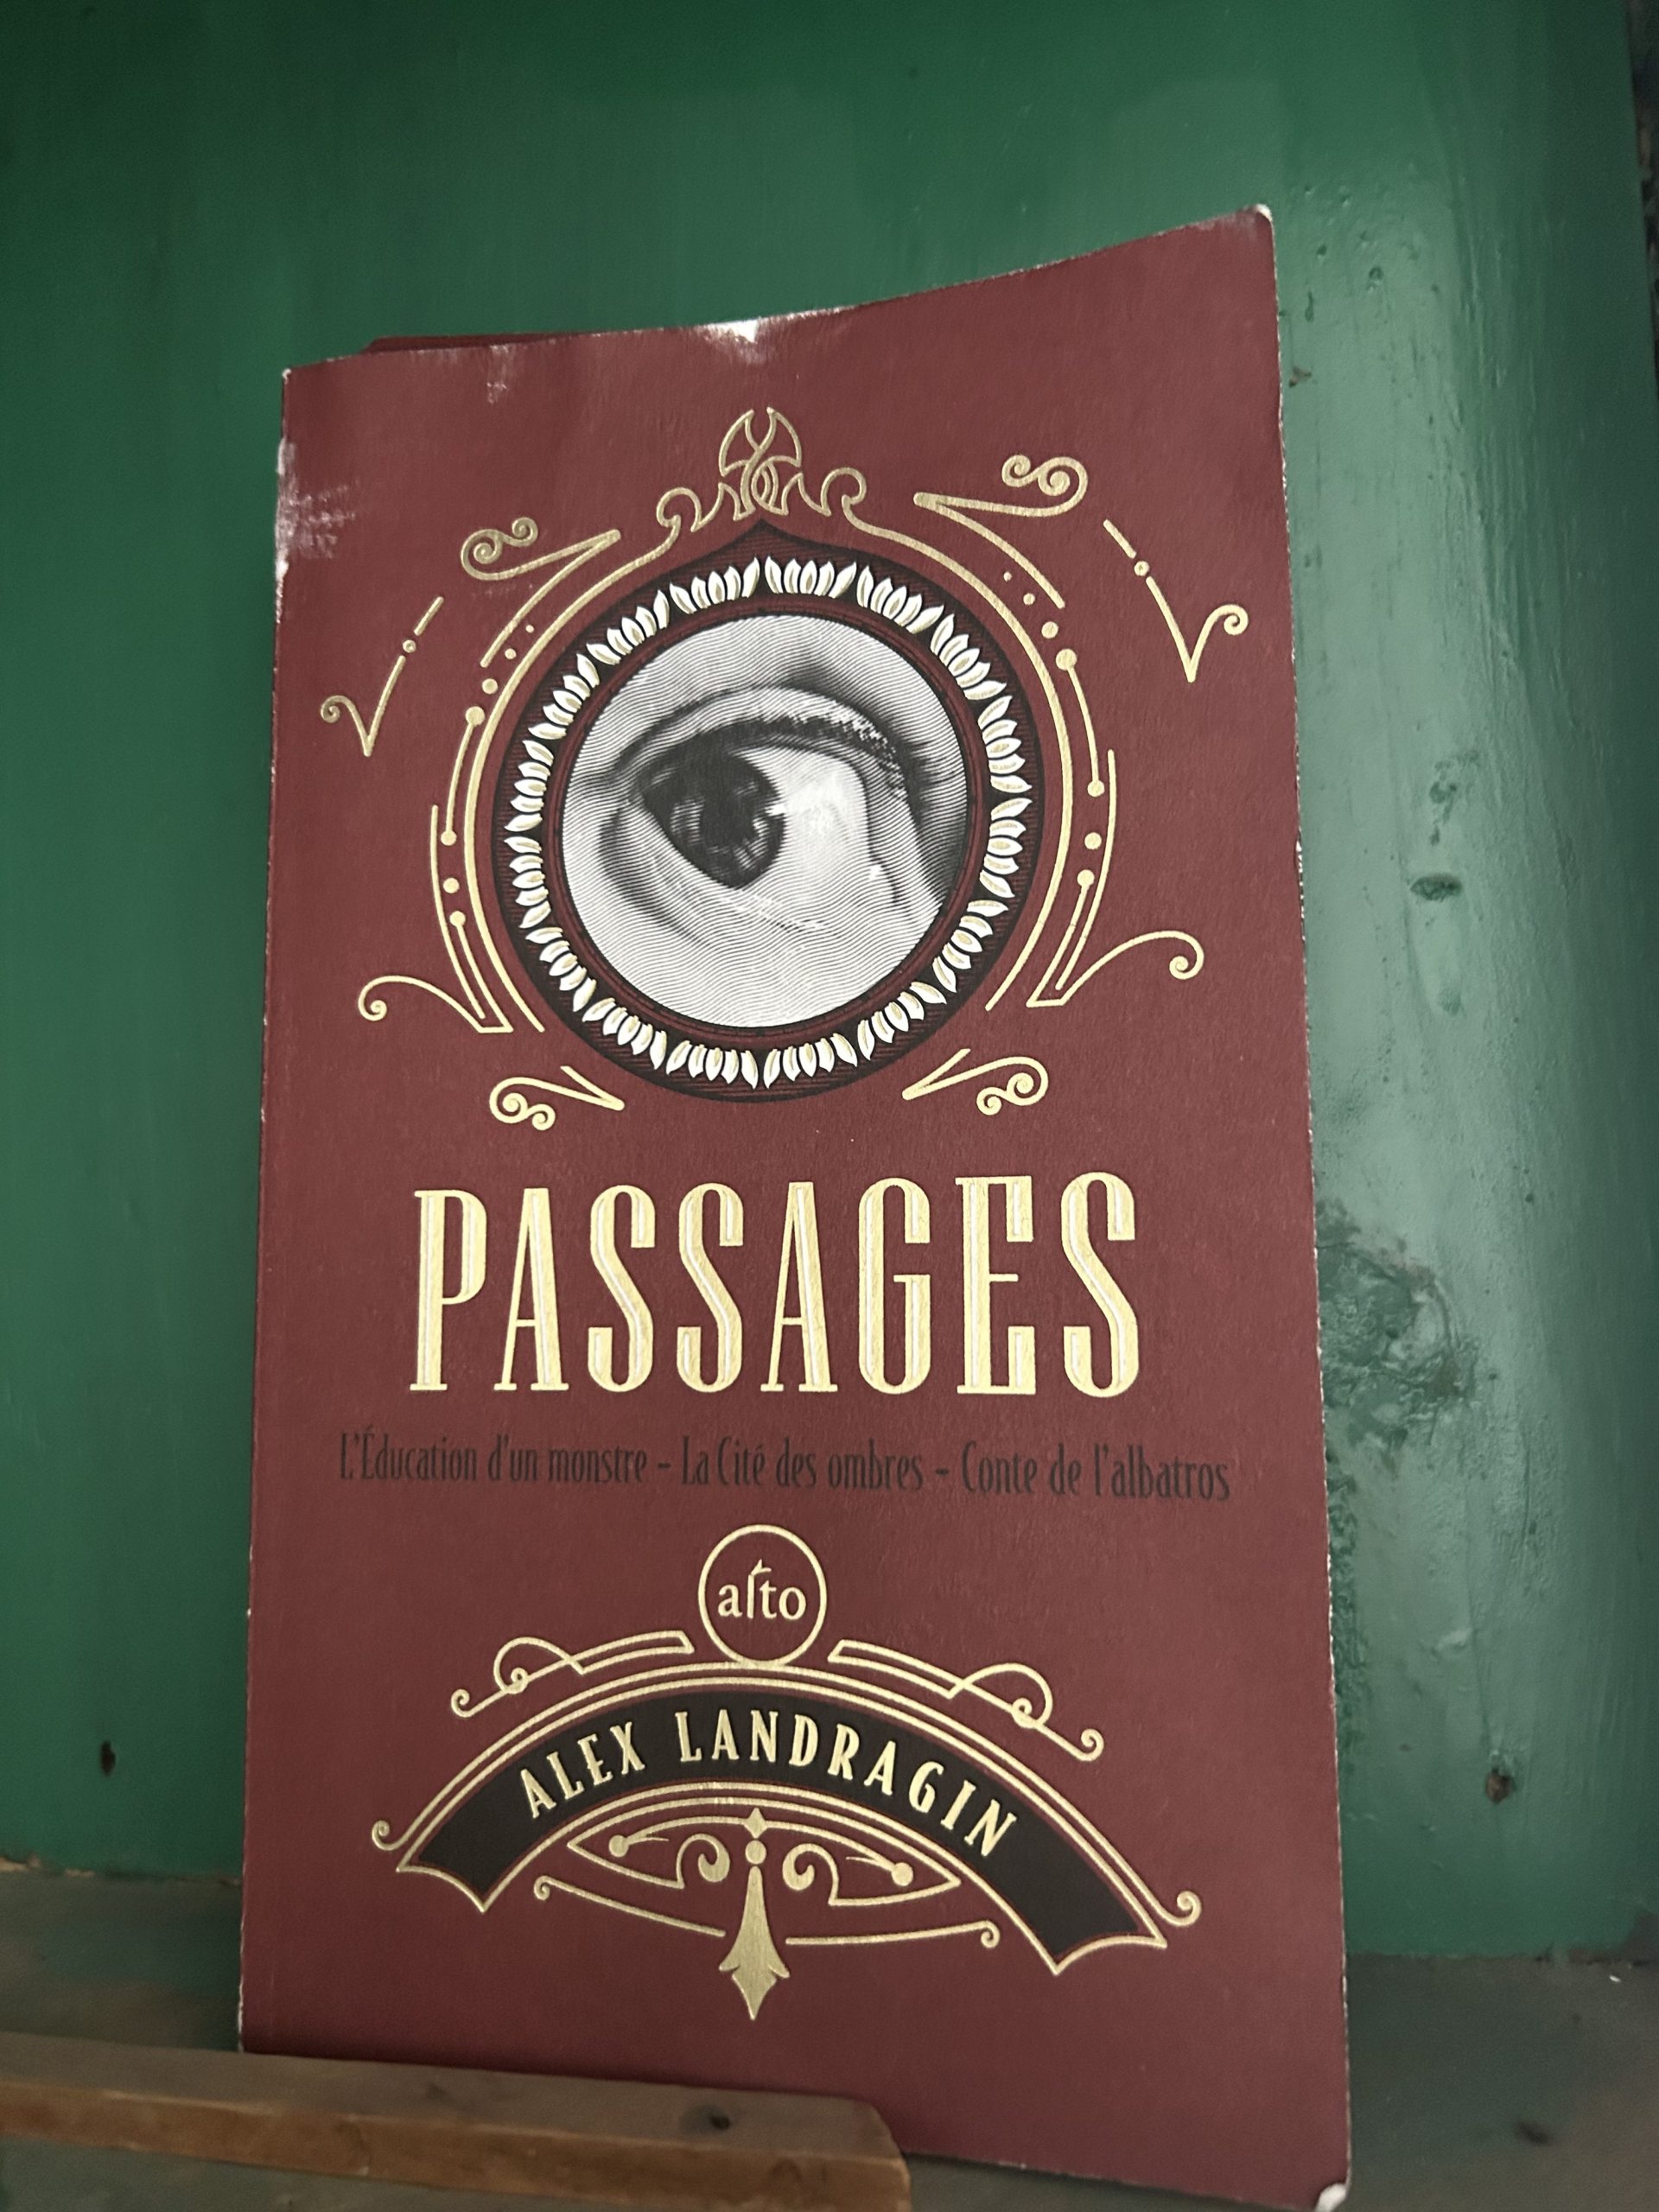 PASSAGES
L'Éducation d'un monstre - La Cité des ombres - Conte de l'albatros
alto
ALEX LANDRAGIN